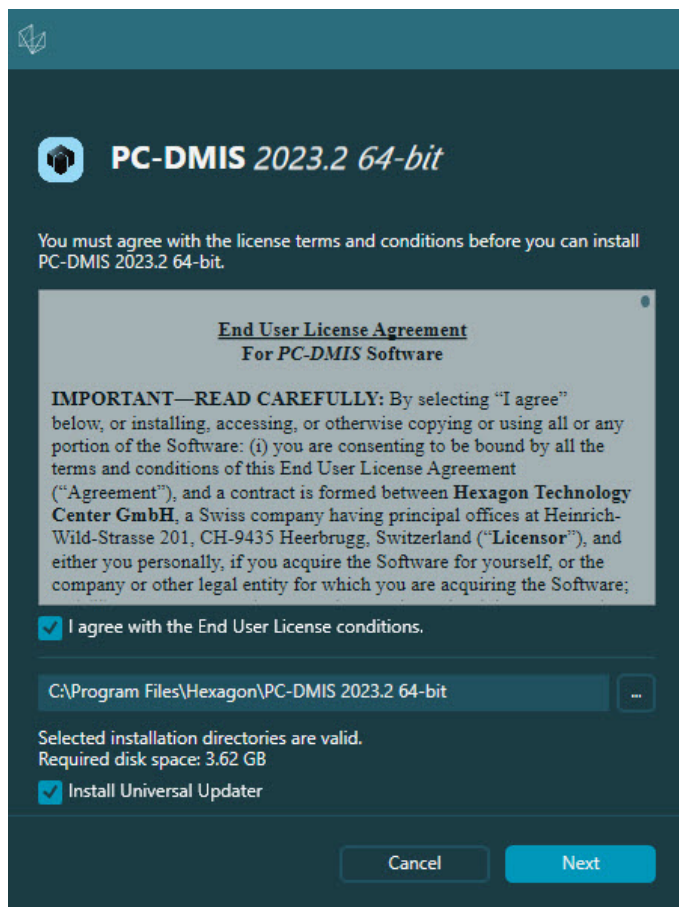 PC-DMIS 2023.2 64-bit
You must agree with the license terms and conditions before you can install
PC-DMIS 2023.2 64-bit.
End User License Agreement
For PC-DMIS Software
IMPORTANT—READ CAREFULLY: By selecting “I agree”
below, or installing, accessing, or otherwise copying or using all or any
portion of the Software: (i) you are consenting to be bound by all the
terms and conditions of this End User License Agreement
(“Agreement”), and a contract is formed between Hexagon Technology
Center GmbH, a Swiss company having principal offices at Heinrich-
Wild-Strasse 201, CH-9435 Heerbrugg, Switzerland (“Licensor”), and
either you personally, if you acquire the Software for yourself, or the
company or other legal entity for which you are acquiring the Software;
I agree with the End User License conditions.
C:\Program Files\Hexagon\PC-DMIS 2023.2 64-bit
...
Selected installation directories are valid.
Required disk space: 3.62 GB
Install Universal Updater
Cancel
Next